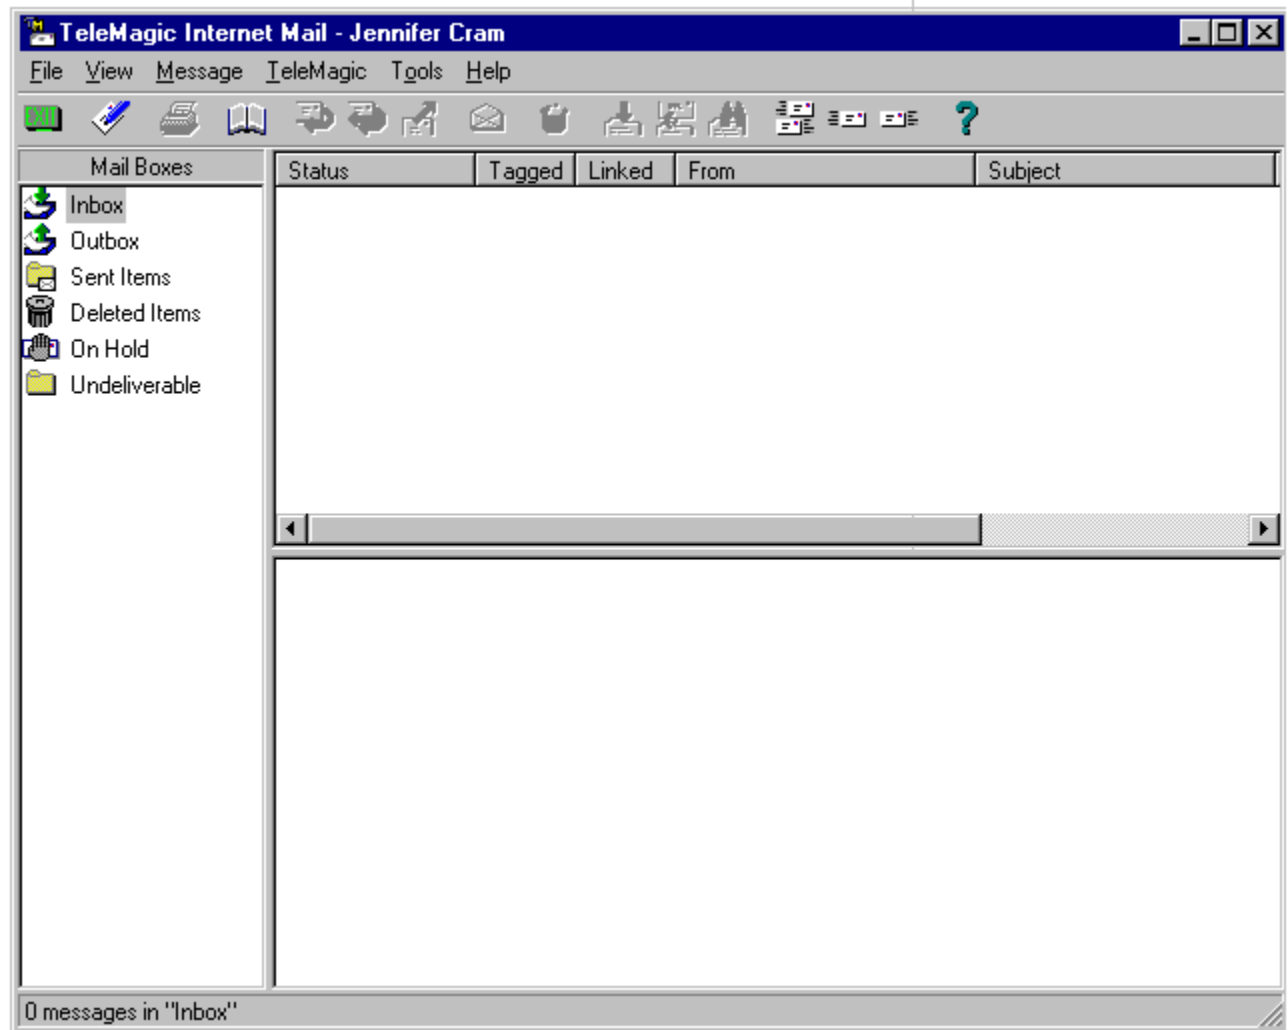 TeleMagic Internet Mail - Jennifer Cram
File View Message TeleMagic Tools Help
EXIT
Mail Boxes
Status Tagged Linked From Subject
Inbox
Outbox
Sent Items
Deleted Items
On Hold
Undeliverable
0 messages in "Inbox"